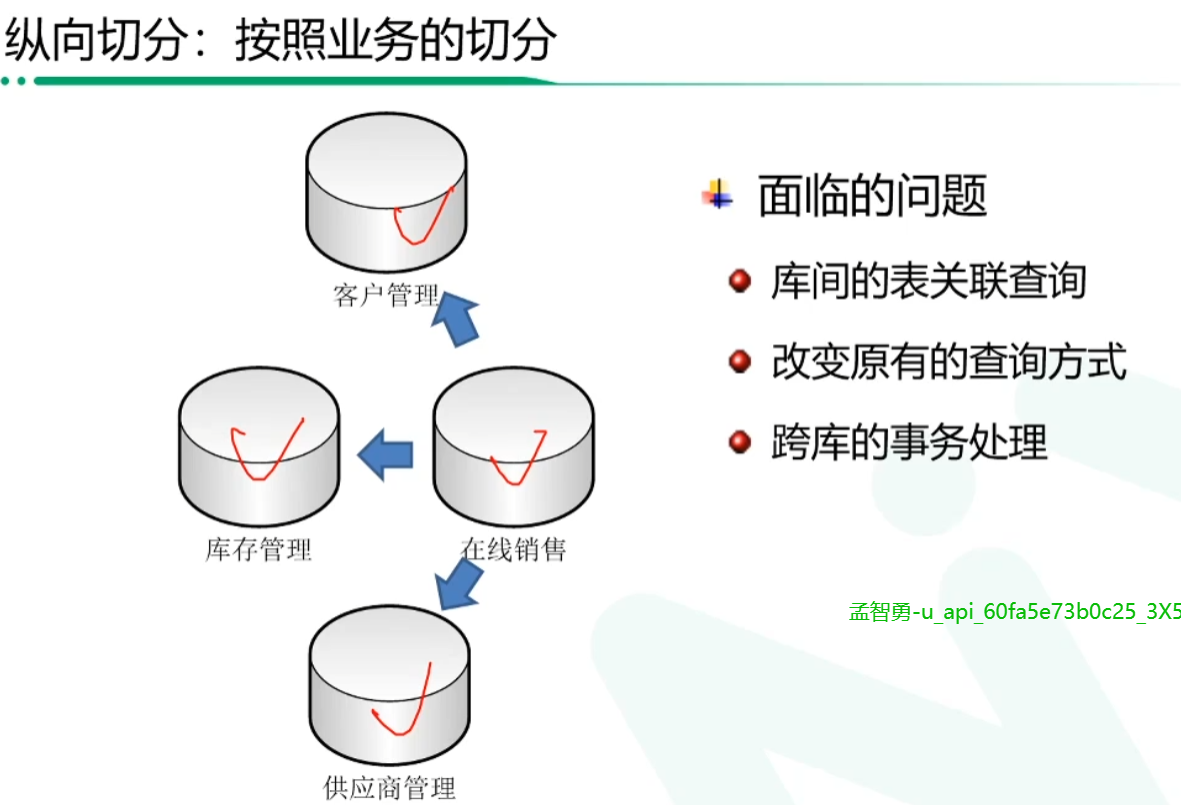 纵向切分：按照业务的切分
客户管理
库存管理
在线销售
供应商管理
面临的问题
库间的表关联查询
改变原有的查询方式
跨库的事务处理
孟智勇-u_api_60fa5e73b0c25_3X5